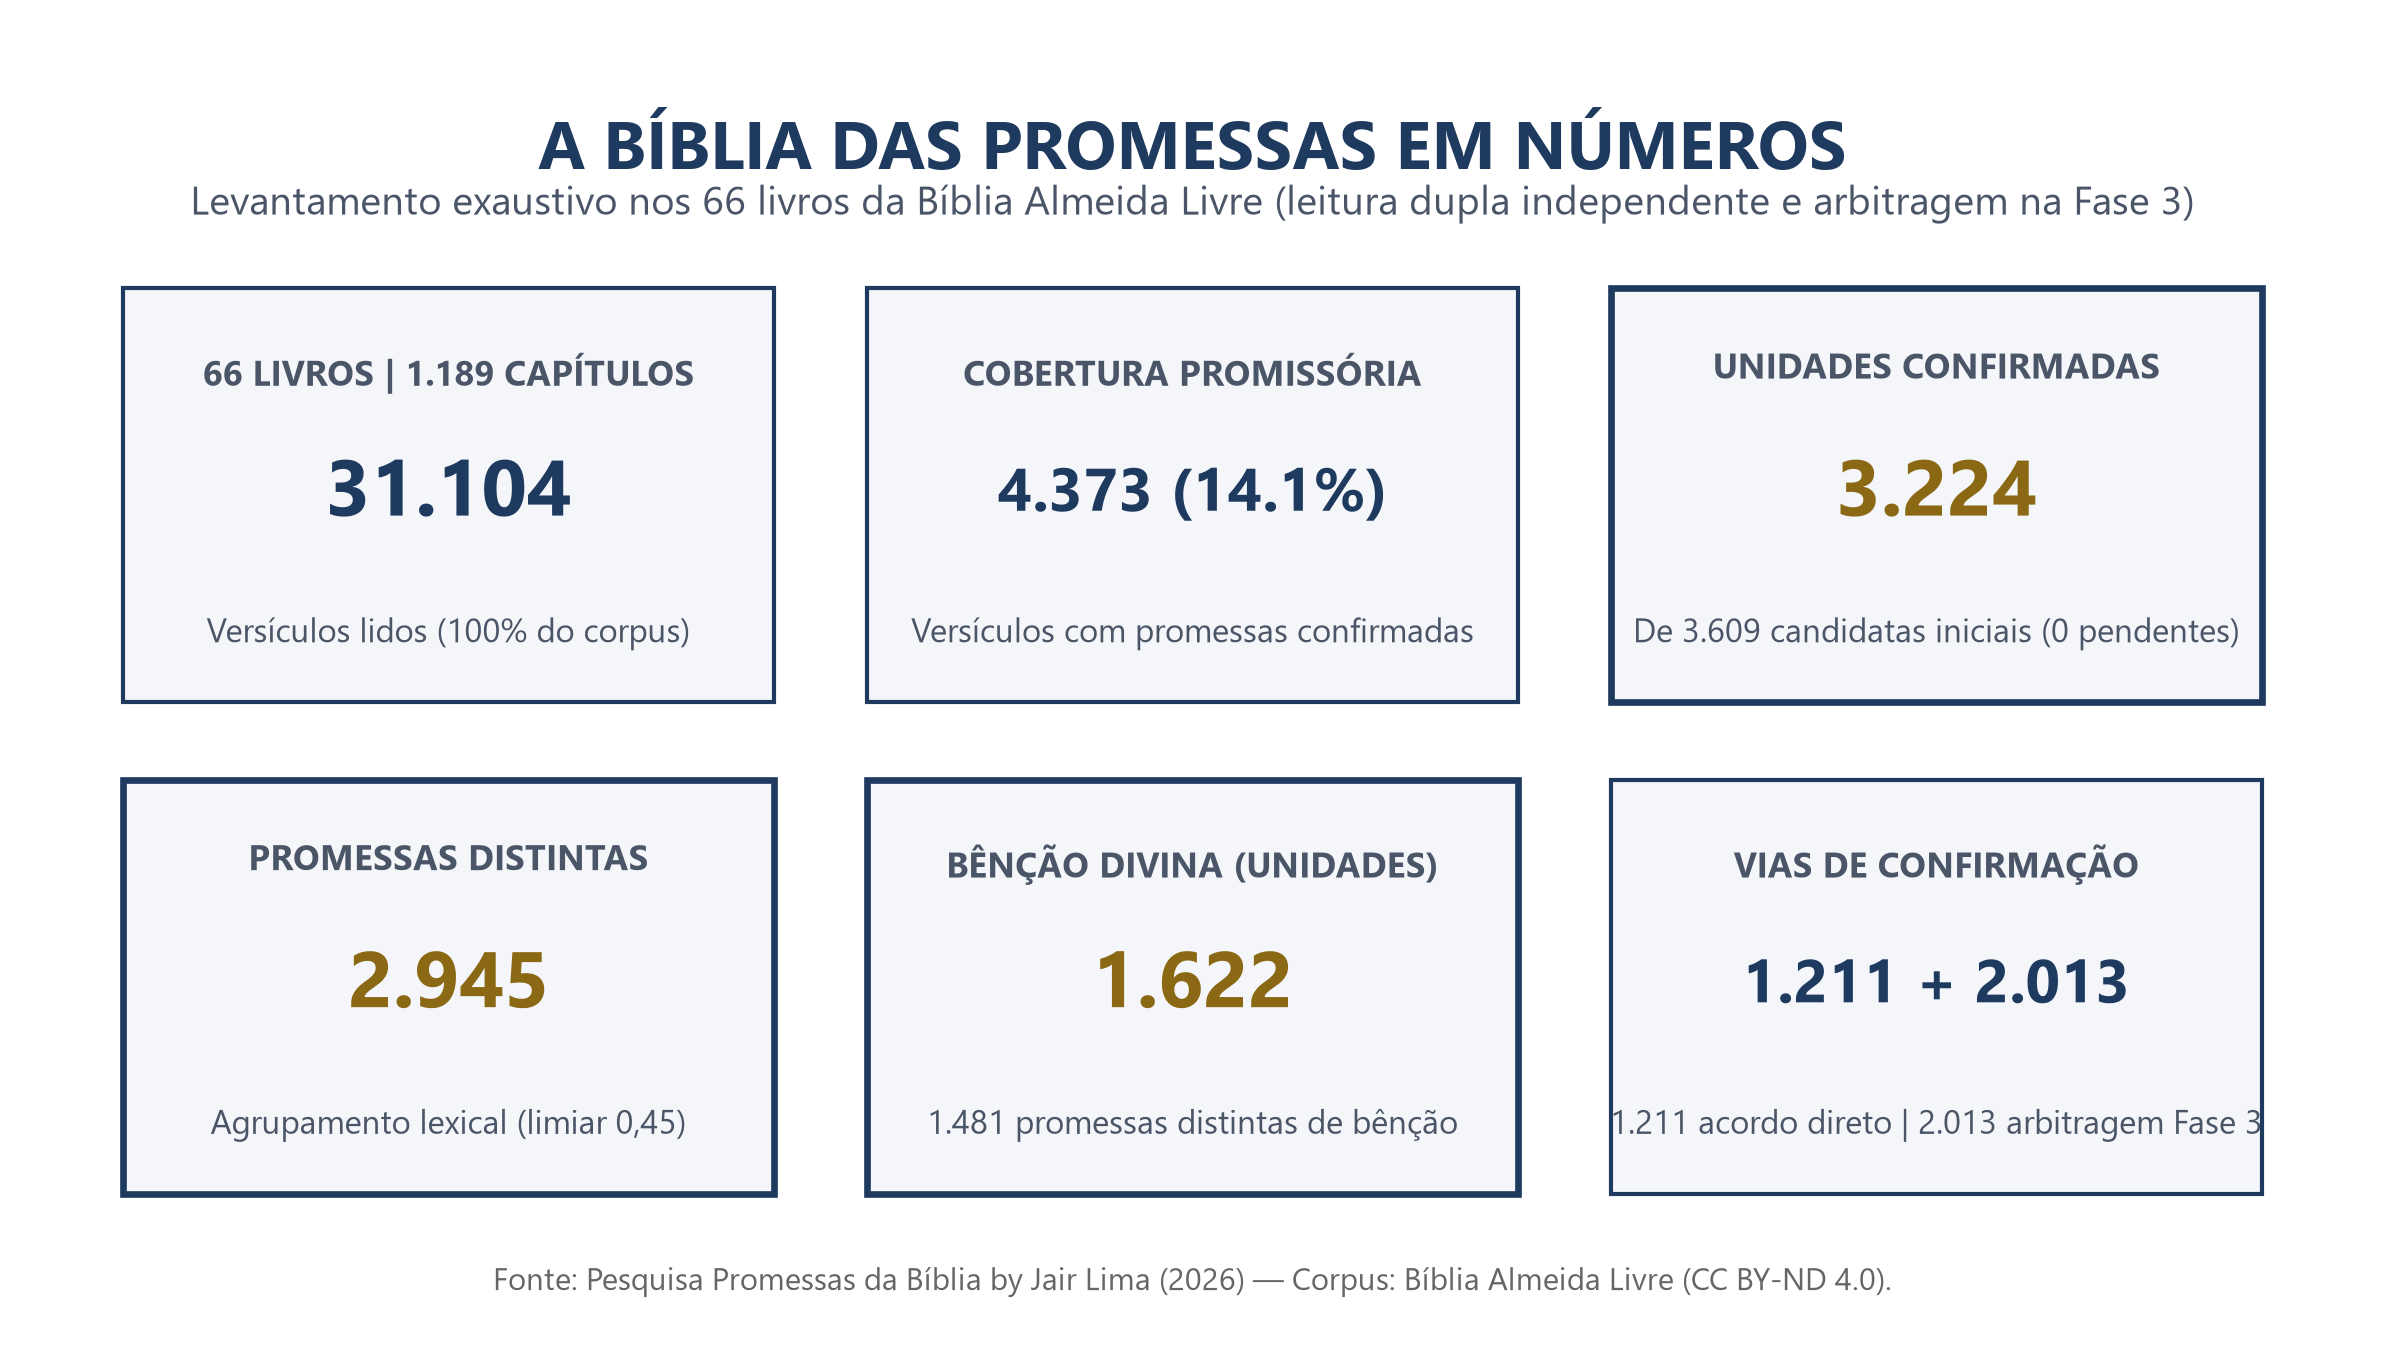 A BÍBLIA DAS PROMESSAS EM NÚMEROS
Levantamento exaustivo nos 66 livros da Bíblia Almeida Livre (leitura dupla independente e arbitragem na Fase 3)
66 LIVROS | 1.189 CAPÍTULOS
31.104
Versículos lidos (100% do corpus)
COBERTURA PROMISSÓRIA
4.373 (14.1%)
Versículos com promessas confirmadas
UNIDADES CONFIRMADAS
3.224
De 3.609 candidatas iniciais (0 pendentes)
PROMESSAS DISTINTAS
2.945
Agrupamento lexical (limiar 0,45)
BÊNÇÃO DIVINA (UNIDADES)
1.622
1.481 promessas distintas de bênção
VIAS DE CONFIRMAÇÃO
1.211 + 2.013
1.211 acordo direto | 2.013 arbitragem Fase 3
Fonte: Pesquisa Promessas da Bíblia by Jair Lima (2026) — Corpus: Bíblia Almeida Livre (CC BY-ND 4.0).